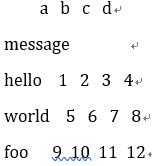 a b c d
message
hello 1 2 3 4
world 5 6 7 8
foo 9 10 11 12